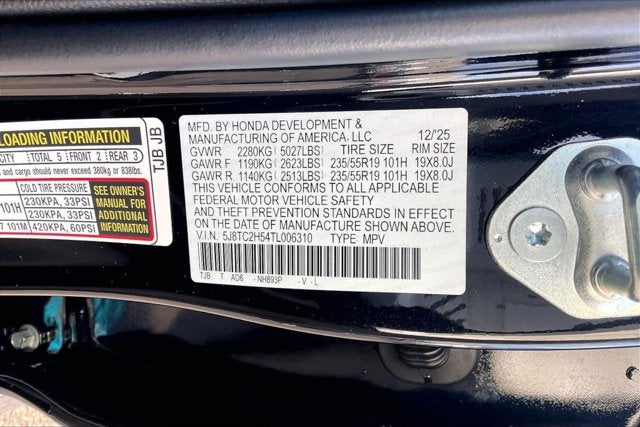 LOADING INFORMATION
CITY TOTAL 5 FRONT 2 REAR 3
s and cargo should never exceed 380kg or 838lbs.
COLD TIRE PRESSURE
SEE OWNER'S
MANUAL FOR
ADDITIONAL
INFORMATION
101H 230KPA, 33PSI
230KPA, 33PSI
101M 420KPA, 60PSI
TJB JB
MFD. BY HONDA DEVELOPMENT &
MANUFACTURING OF AMERICA, LLC 12/25
GVWR 2280KG (5027LBS) TIRE SIZE RIM SIZE
GAWR F 1190KG (2623LBS) 235/55R19 101H 19X8.0J
GAWR R 1140KG (2513LBS) 235/55R19 101H 19X8.0J
THIS VEHICLE CONFORMS TO ALL APPLICABLE
FEDERAL MOTOR VEHICLE SAFETY
AND THEFT PREVENTION STANDARDS IN EFFECT
ON THE DATE OF MANUFACTURE SHOWN ABOVE.
V.I.N. 5J8TC2H54TL006310 TYPE: MPV
TJB T AD6 -NH893P -V-L